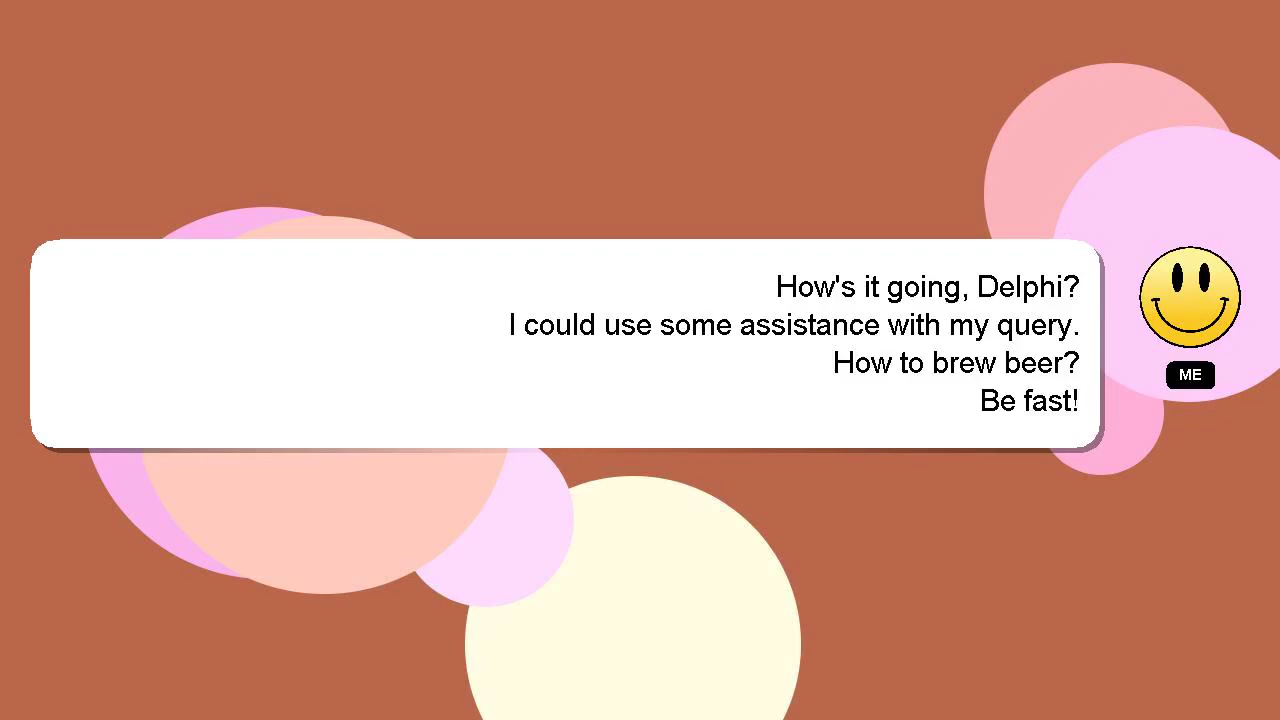 How's it going, Delphi?
I could use some assistance with my query.
How to brew beer?
Be fast!
ME